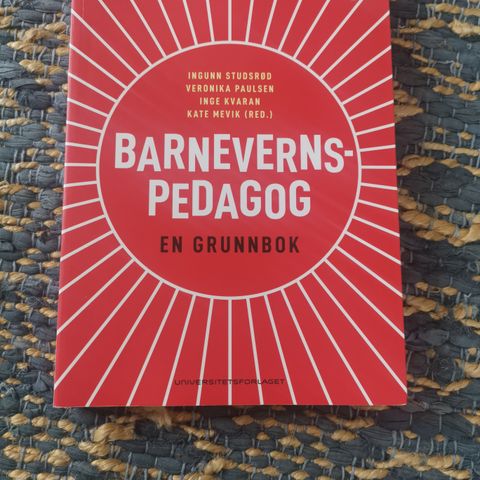 INGUNN STUDSRØD
VERONIKA PAULSEN
INGE KVARAN
KATE MEVIK (RED.)
BARNEVERNS-
PEDAGOG
EN GRUNNBOK
UNIVERSITETSFORLAGET